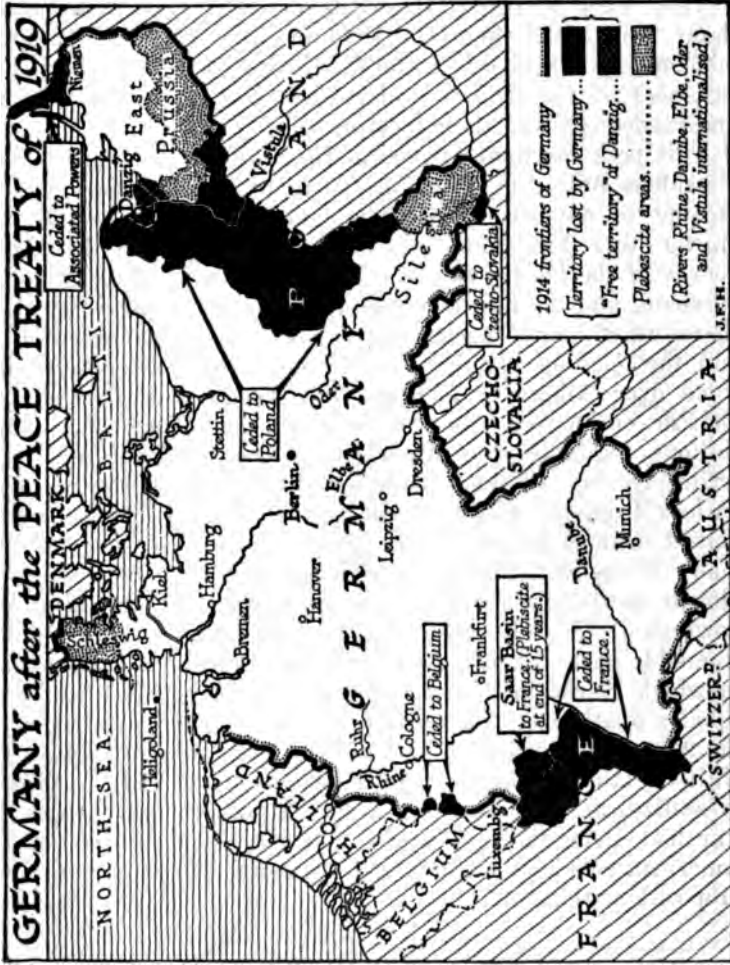 GERMANY after the PEACE TREATY of 1919
DENMARK
BALTIC
NORTH SEA
Heligoland
Kiel
Niemen
Ceded to
Associated Powers
Danzig
East
Prussia
Hamburg
Bremen
Stettin
Vistula
Ceded to
Poland
POLAND
Berlin
Oder
Hanover
Elbe
HOLLAND
GERMANY
Ruhr
Rhine
Cologne
Leipzig
Dresden
Silesia
Ceded to
Czecho-Slovakia
BELGIUM
Ceded to Belgium
Luxembg
Frankfurt
CZECHO-
SLOVAKIA
Saar Basin
to France. (Plebiscite
at end of 15 years.)
FRANCE
Ceded to
France.
Danube
Munich
SWITZERD.
AUSTRIA
1914 frontiers of Germany
Territory lost by Germany...
"Free territory" of Danzig....
Plebescite areas..........
(Rivers Rhine, Danube, Elbe, Oder
and Vistula internationalised.)
J.F.H.